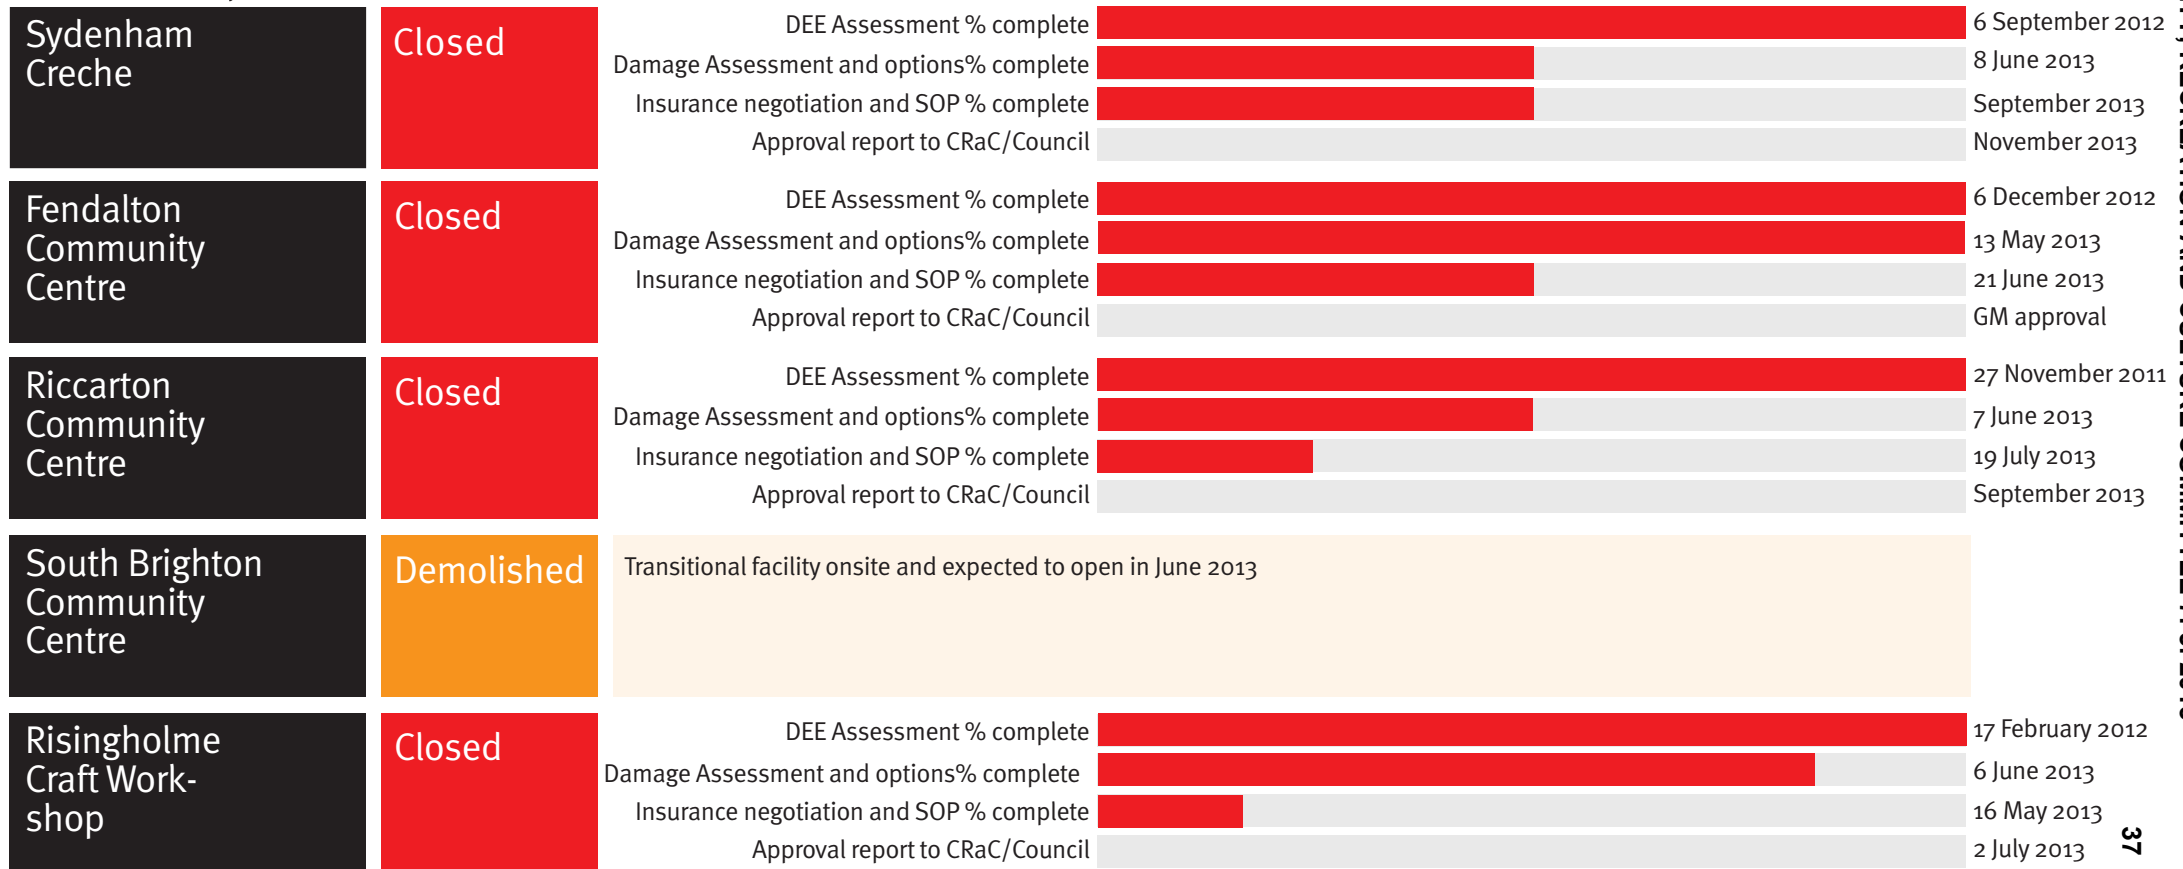 Sydenham
Creche
Closed
DEE Assessment % complete
6 September 2012
Damage Assessment and options% complete
8 June 2013
Insurance negotiation and SOP % complete
September 2013
Approval report to CRaC/Council
November 2013
Fendalton
Community
Centre
Closed
DEE Assessment % complete
6 December 2012
Damage Assessment and options% complete
13 May 2013
Insurance negotiation and SOP % complete
21 June 2013
Approval report to CRaC/Council
GM approval
Riccarton
Community
Centre
Closed
DEE Assessment % complete
27 November 2011
Damage Assessment and options% complete
7 June 2013
Insurance negotiation and SOP % complete
19 July 2013
Approval report to CRaC/Council
September 2013
South Brighton
Community
Centre
Demolished
Transitional facility onsite and expected to open in June 2013
Risingholme
Craft Work-
shop
Closed
DEE Assessment % complete
17 February 2012
Damage Assessment and options% complete
6 June 2013
Insurance negotiation and SOP % complete
16 May 2013
Approval report to CRaC/Council
2 July 2013
37